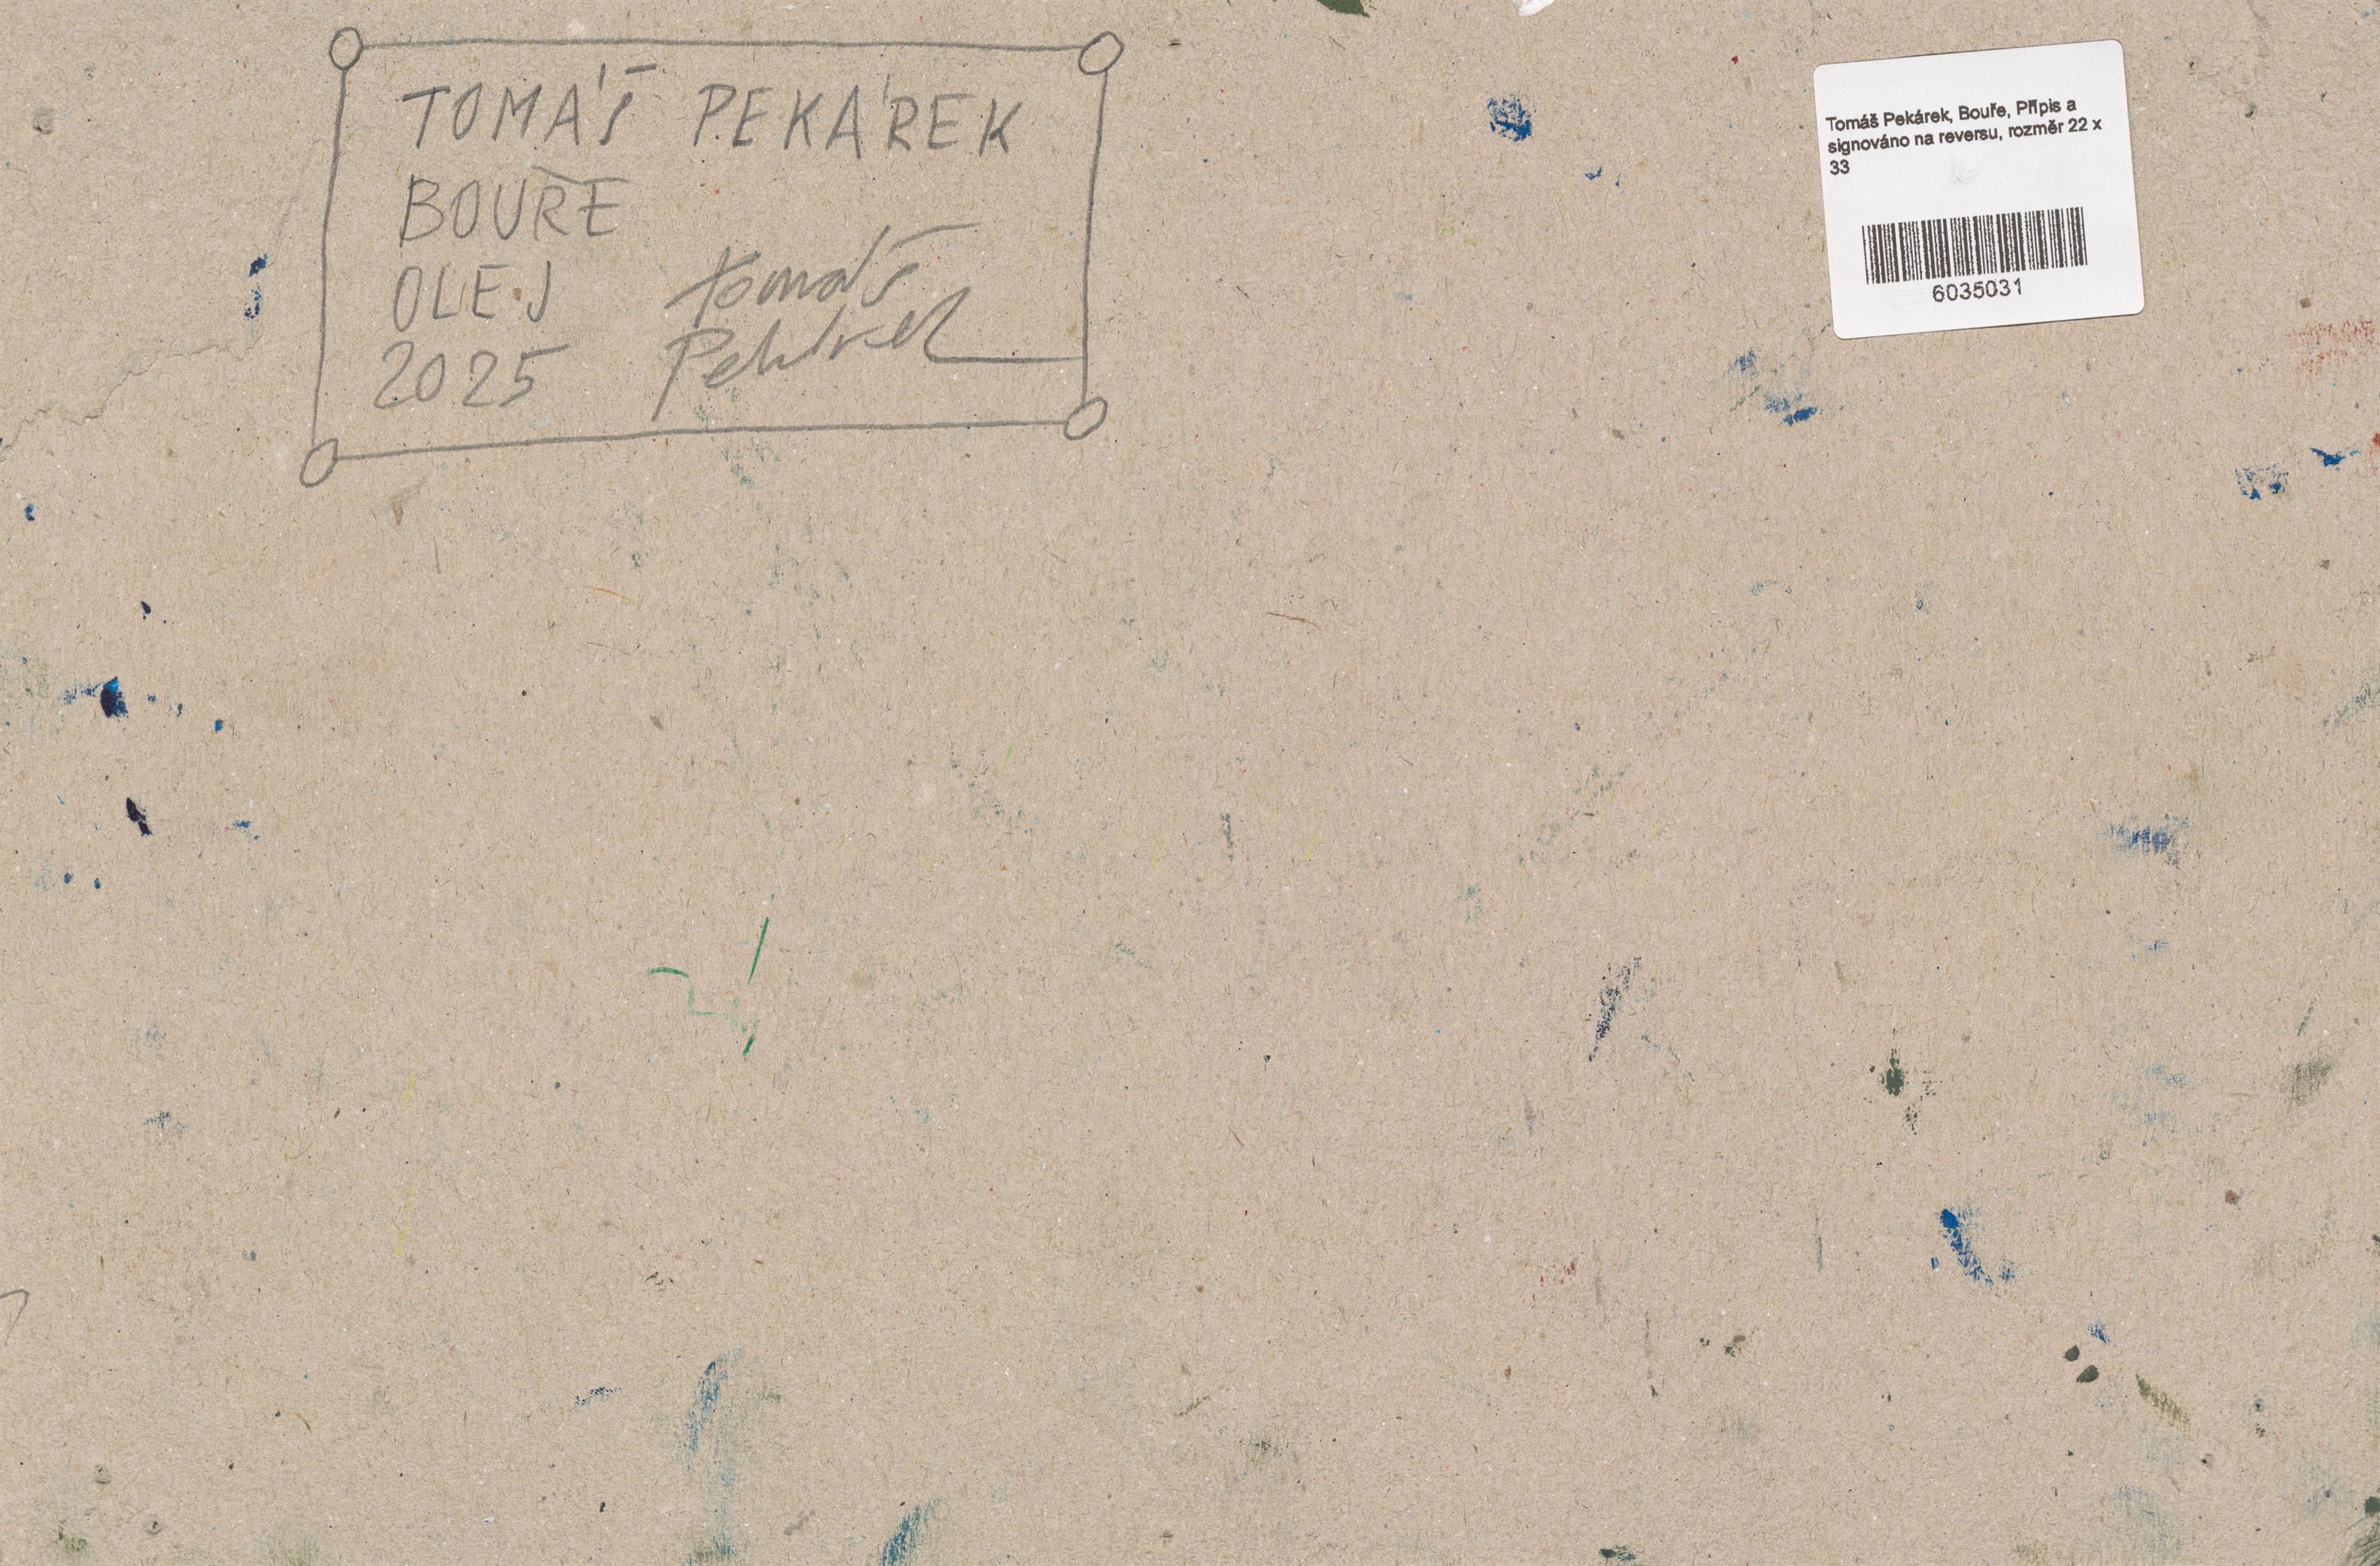 TOMÁŠ PEKÁREK
BOUŘE
OLEJ
2025
Tomáš
Pekárek
Tomáš Pekárek, Bouře, Přípis a
signováno na reversu, rozměr 22 x
33
6035031